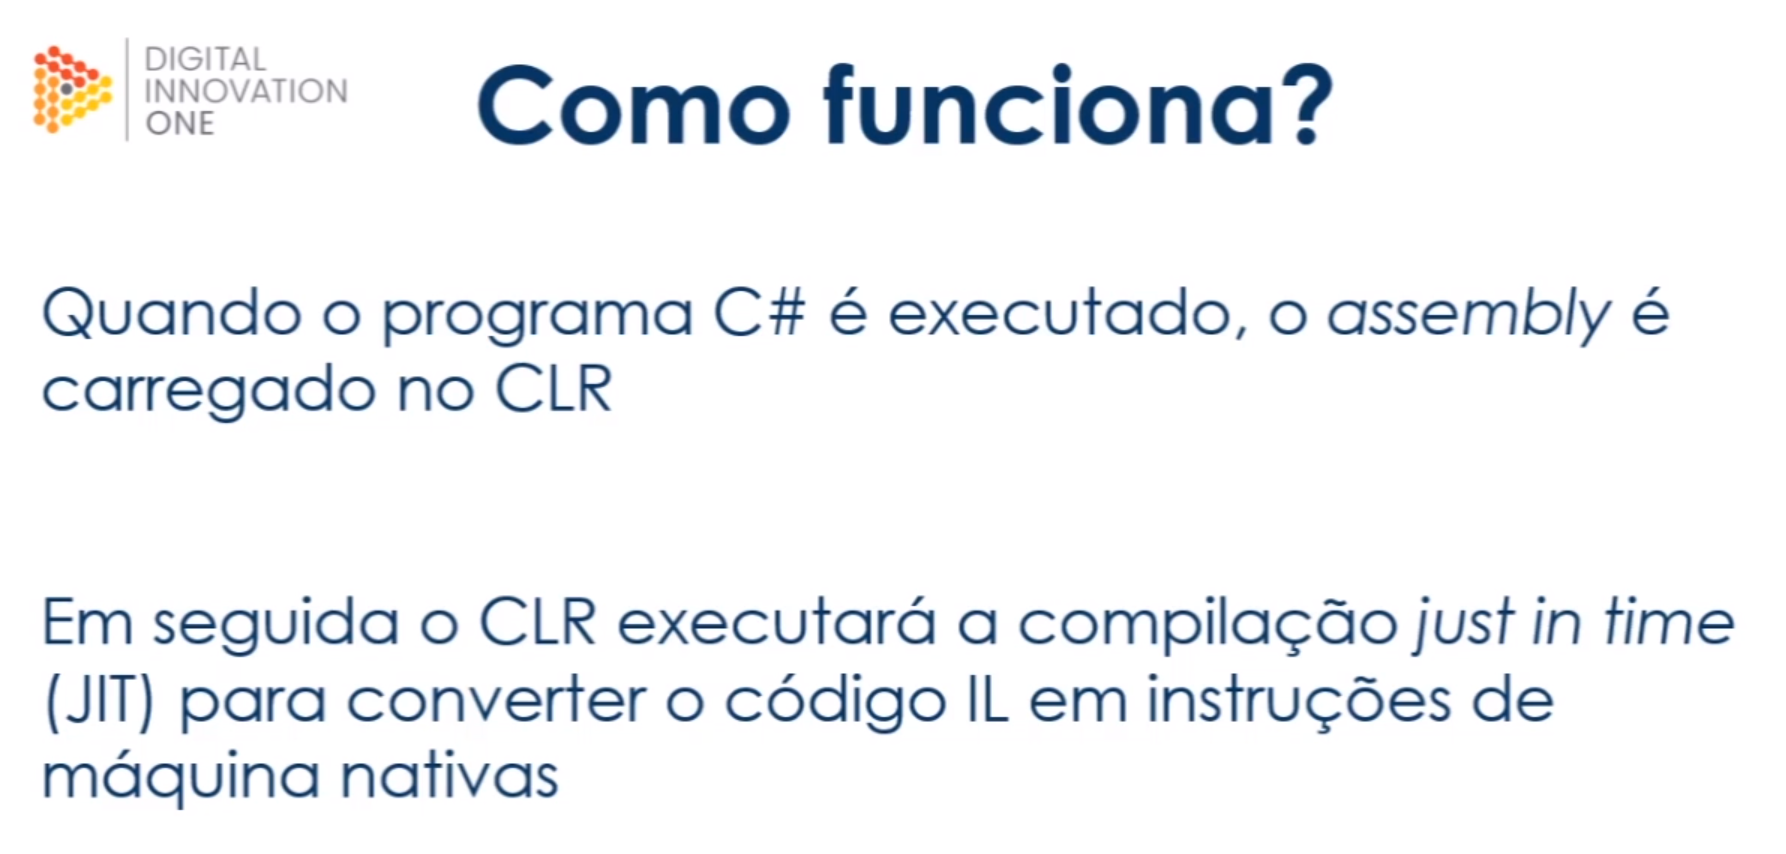 DIGITAL
INNOVATION
ONE
Como funciona?
Quando o programa C# é executado, o assembly é
carregado no CLR
Em seguida o CLR executará a compilação just in time
(JIT) para converter o código IL em instruções de
máquina nativas